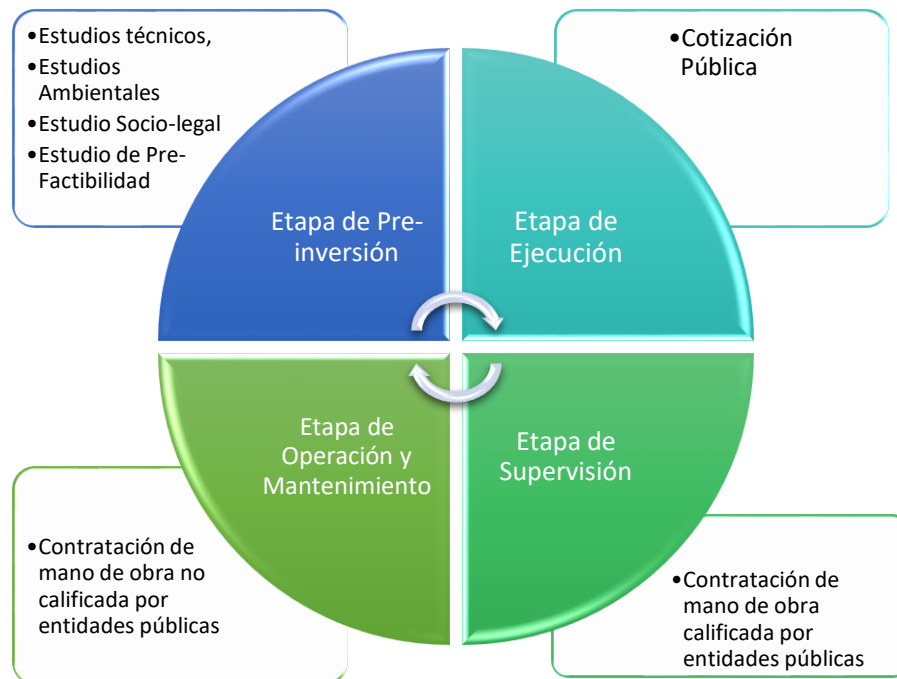 •Estudios técnicos,
•Estudios
Ambientales
•Estudio Socio-legal
•Estudio de Pre-
Factibilidad
•Cotización
Pública
Etapa de Pre-
inversión
Etapa de
Ejecución
Etapa de
Operación y
Mantenimiento
Etapa de
Supervisión
•Contratación de
mano de obra no
calificada por
entidades públicas
•Contratación de
mano de obra
calificada por
entidades públicas